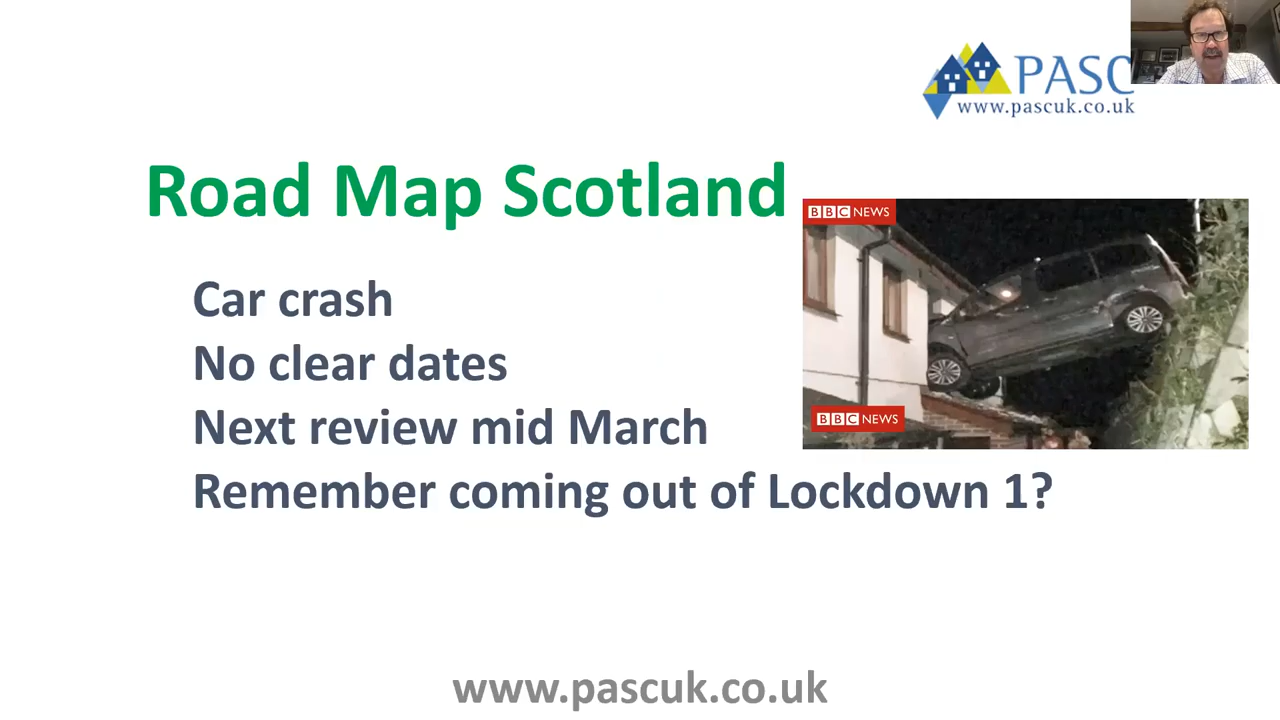 PASC
www.pascuk.co.uk
Road Map Scotland
BBC NEWS
Car crash
No clear dates
Next review mid March
BBC NEWS
Remember coming out of Lockdown 1?
www.pascuk.co.uk